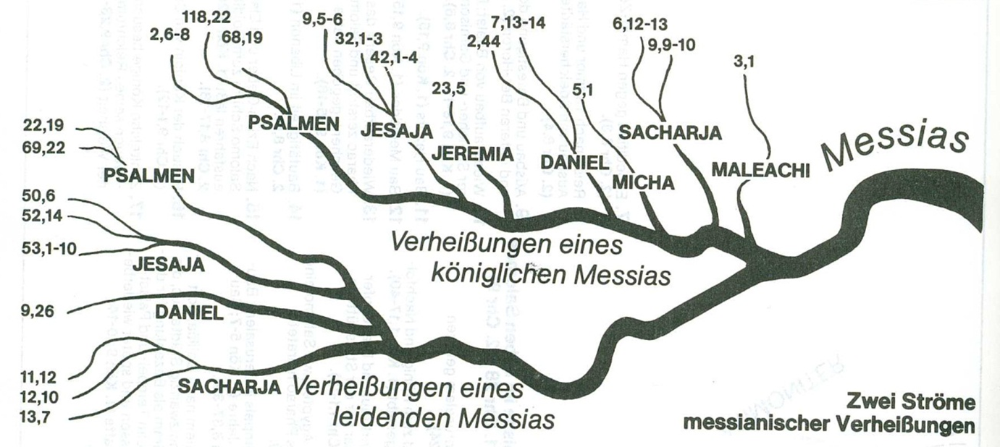 118,22
2,6-8
68,19
9,5-6
32,1-3
42,1-4
7,13-14
2,44
6,12-13
9,9-10
3,1
23,5
5,1
PSALMEN
JESAJA
JEREMIA
DANIEL
MICHA
SACHARJA
MALEACHI
Messias
22,19
69,22
PSALMEN
50,6
52,14
53,1-10
JESAJA
9,26
DANIEL
11,12
12,10
13,7
SACHARJA
Verheißungen eines
königlichen Messias
Verheißungen eines
leidenden Messias
Zwei Ströme
messianischer Verheißungen